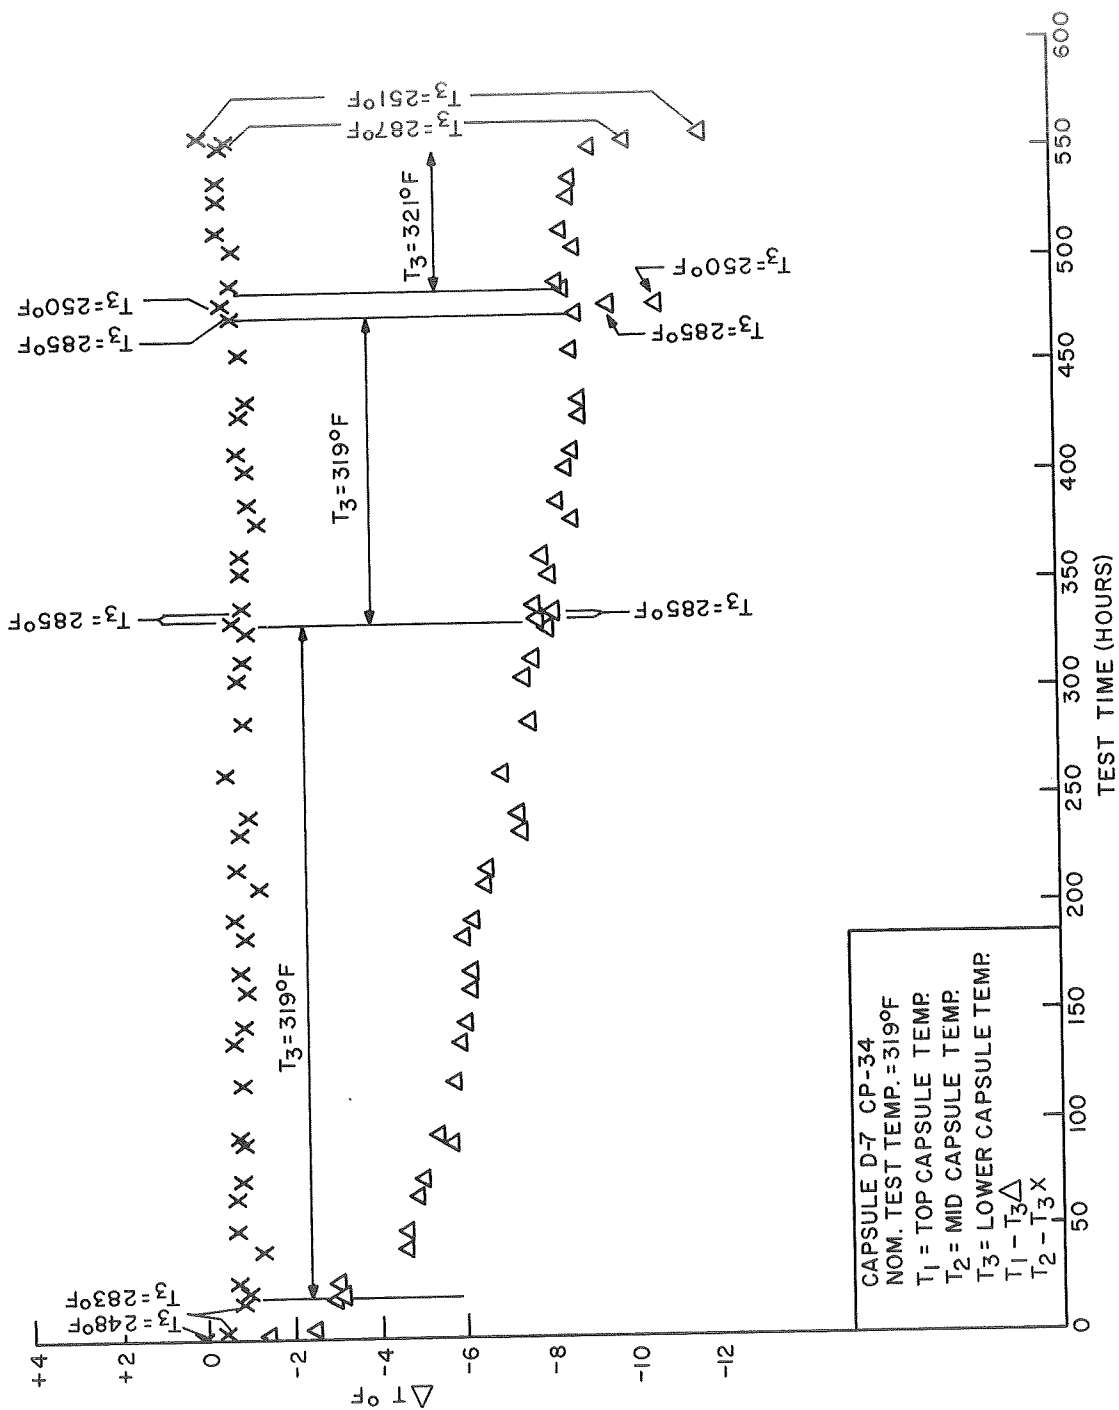 T3=248°F
T3=283°F
T3=319°F
T3=285°F
T3=319°F
T3=285°F
T3=250°F
T3=321°F
T3=287°F
T3=251°F
T3=285°F
T3=285°F
T3=250°F
+4
+2
0
-2
-4
-6
-8
-10
-12
ΔT °F
CAPSULE D-7 CP-34
NOM. TEST TEMP.=319°F
T1 = TOP CAPSULE TEMP.
T2 = MID CAPSULE TEMP.
T3 = LOWER CAPSULE TEMP.
T1 - T3 △
T2 - T3 X
0
50
100
150
200
250
300
350
400
450
500
550
600
TEST TIME (HOURS)